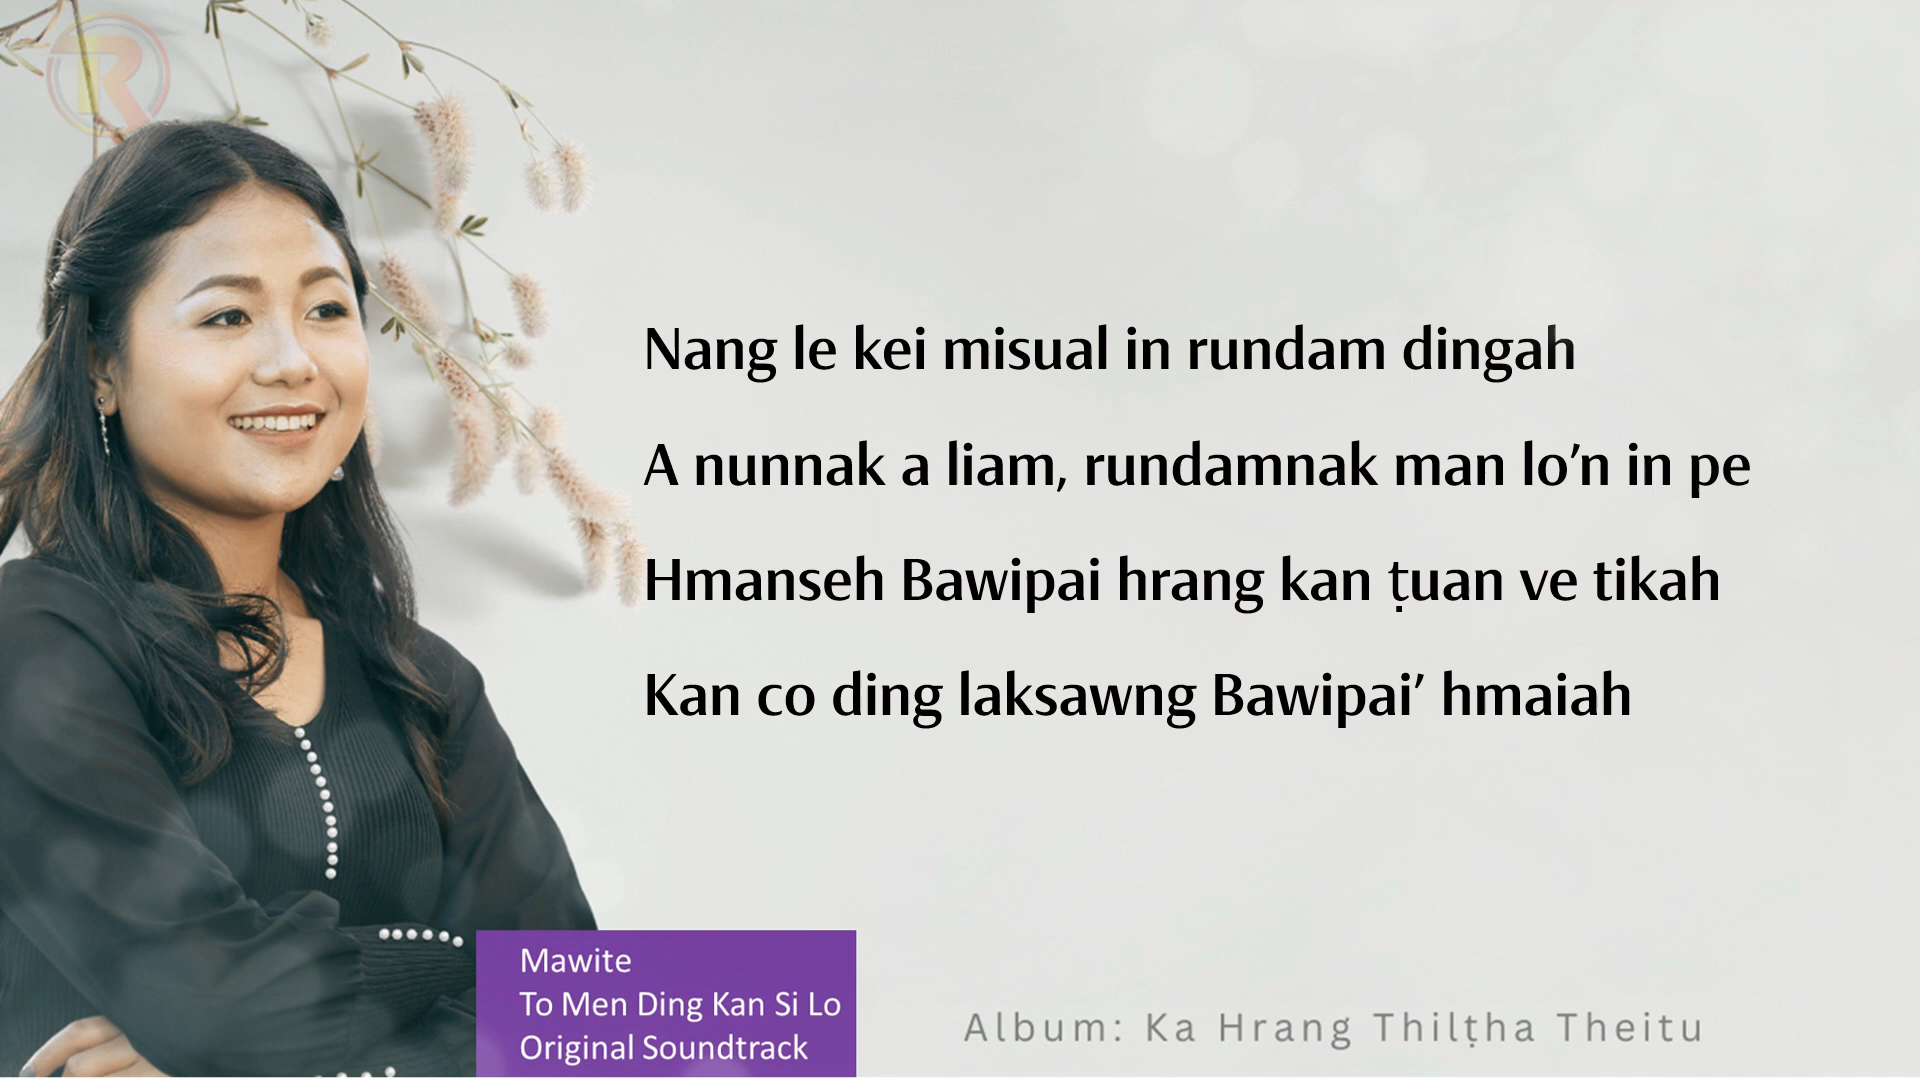 Nang le kei misual in rundam dingah
A nunnak a liam, rundamnak man lo’n in pe
Hmanseh Bawipai hrang kan ṭuan ve tikah
Kan co ding laksawng Bawipai’ hmaiah
Mawite
To Men Ding Kan Si Lo
Original Soundtrack
Album: Ka Hrang Thilṭha Theitu